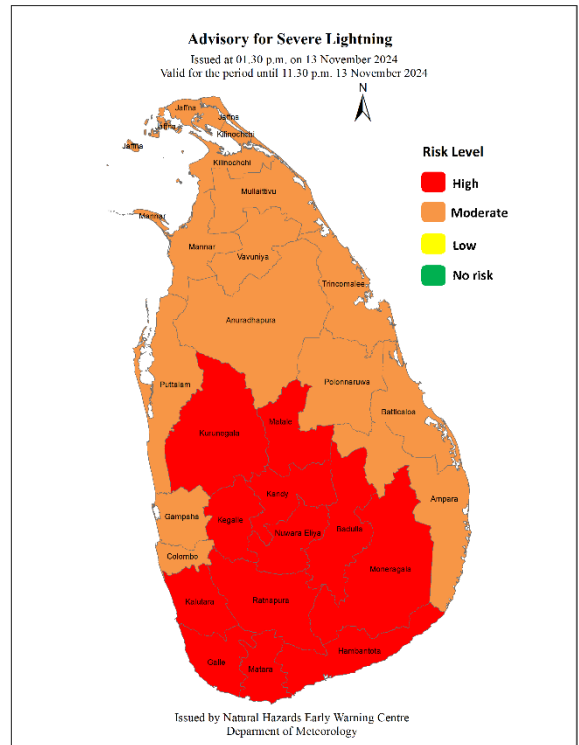 Advisory for Severe Lightning
Issued at 01.30 p.m. on 13 November 2024
Valid for the period until 11.30 p.m. 13 November 2024
N
Jaffna
Jaffna
Jaffna
Kilinochchi
Jaffna
Kilinochchi
Mullaittivu
Mannar
Mannar
Vavuniya
Trincomalee
Anuradhapura
Puttalam
Polonnaruwa
Batticaloa
Kurunegala
Matale
Ampara
Kandy
Gampaha
Kegalle
Nuwara Eliya
Badulla
Colombo
Moneragala
Kalutara
Ratnapura
Hambantota
Galle
Matara
Risk Level
High
Moderate
Low
No risk
Issued by Natural Hazards Early Warning Centre
Deparment of Meteorology